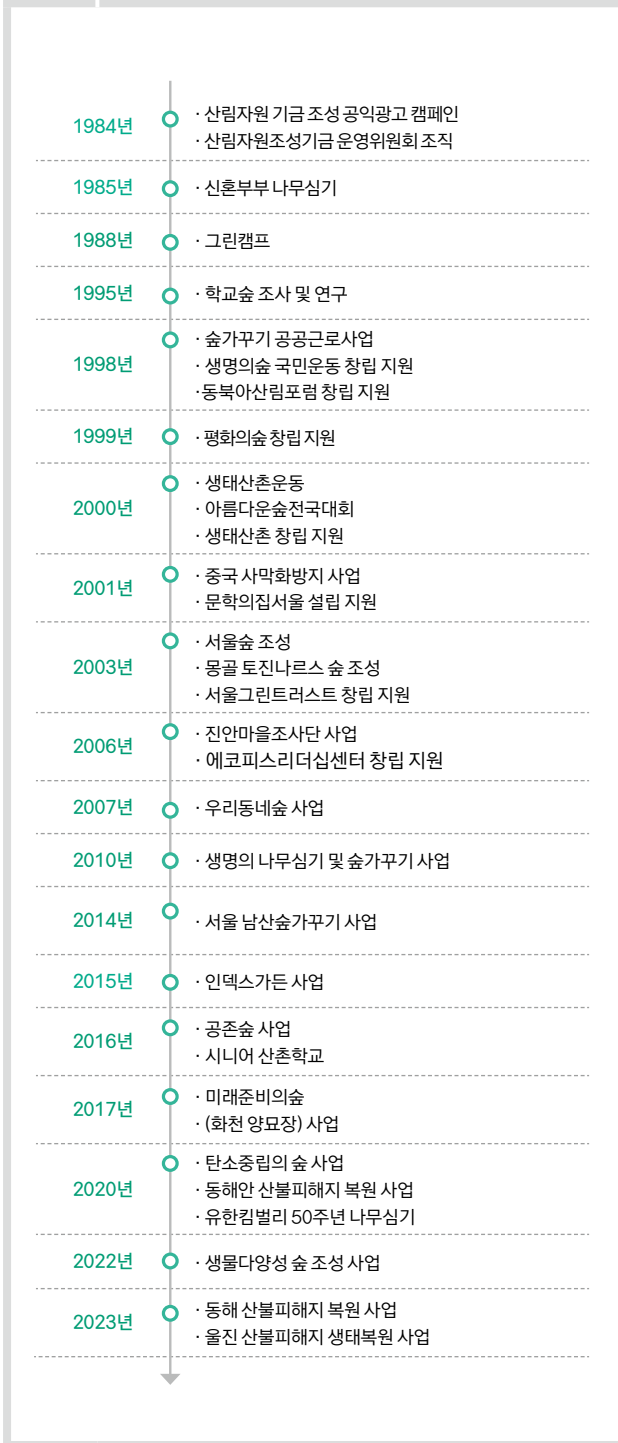 1984년
· 산림자원 기금 조성 공익광고 캠페인
· 산림자원조성기금 운영위원회 조직
1985년
· 신혼부부 나무심기
1988년
· 그린캠프
1995년
· 학교숲 조사 및 연구
1998년
· 숲가꾸기 공공근로사업
· 생명의숲 국민운동 창립 지원
·동북아산림포럼 창립 지원
1999년
· 평화의숲 창립 지원
2000년
· 생태산촌운동
· 아름다운숲전국대회
· 생태산촌 창립 지원
2001년
· 중국 사막화방지 사업
· 문학의집서울 설립 지원
2003년
· 서울숲 조성
· 몽골 토진나르스 숲 조성
· 서울그린트러스트 창립 지원
2006년
· 진안마을조사단 사업
· 에코피스리더십센터 창립 지원
2007년
· 우리동네숲 사업
2010년
· 생명의 나무심기 및 숲가꾸기 사업
2014년
· 서울 남산숲가꾸기 사업
2015년
· 인덱스가든 사업
2016년
· 공존숲 사업
· 시니어 산촌학교
2017년
· 미래준비의숲
· (화천 양묘장) 사업
2020년
· 탄소중립의 숲 사업
· 동해안 산불피해지 복원 사업
· 유한킴벌리 50주년 나무심기
2022년
· 생물다양성 숲 조성 사업
2023년
· 동해 산불피해지 복원 사업
· 울진 산불피해지 생태복원 사업